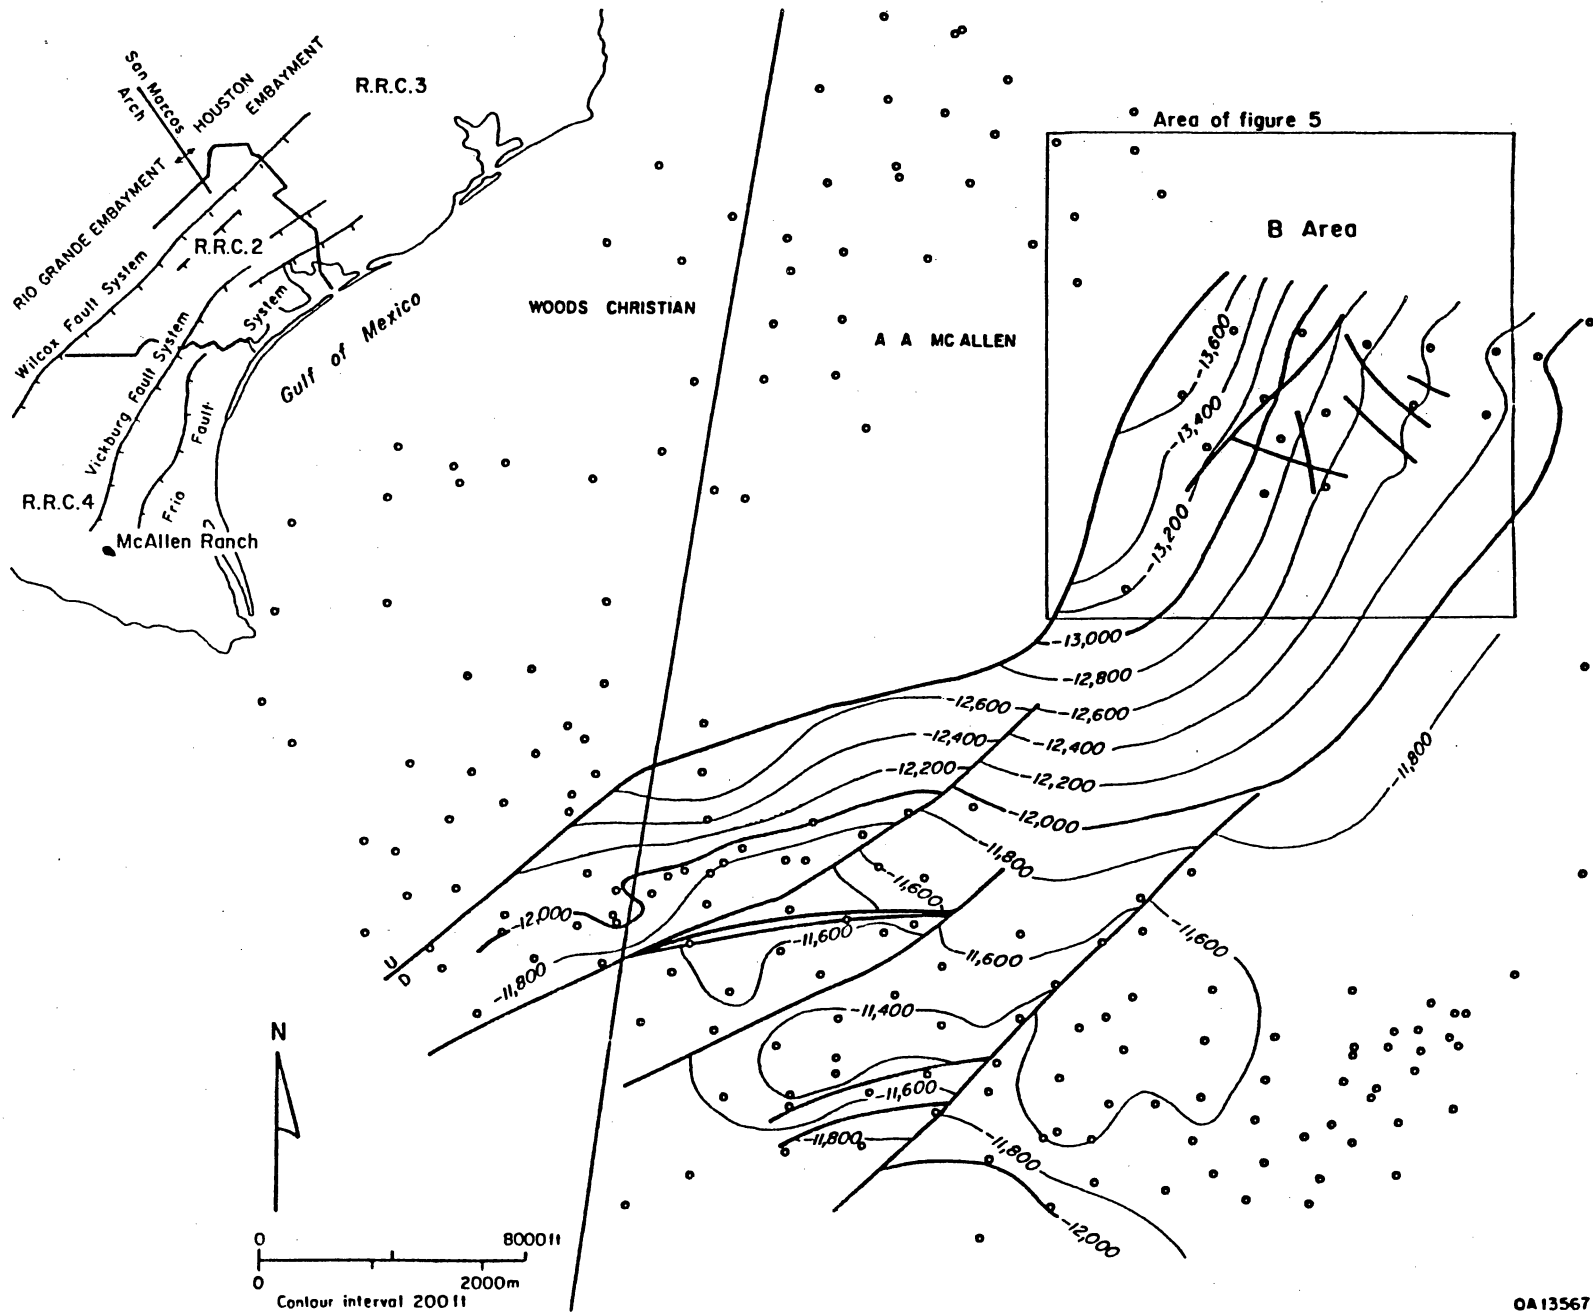 San Marcos
Arch
HOUSTON
EMBAYMENT
RIO GRANDE EMBAYMENT
R.R.C.3
R.R.C.2
Wilcox Fault System
Vickburg Fault System
Frio Fault System
Gulf of Mexico
R.R.C.4
McAllen Ranch
WOODS CHRISTIAN
A A MC ALLEN
Area of figure 5
B Area
-13,600
-13,400
-13,200
-13,000
-12,800
-12,600
-12,600
-12,400
-12,400
-12,200
-12,200
-12,000
-11,800
-11,800
-11,600
-12,000
-11,600
-11,600
-11,600
-11,800
-11,400
-11,600
-11,800
-11,800
-12,000
U
D
N
0 8000 ft
0 2000m
Contour interval 200 ft
QA13567